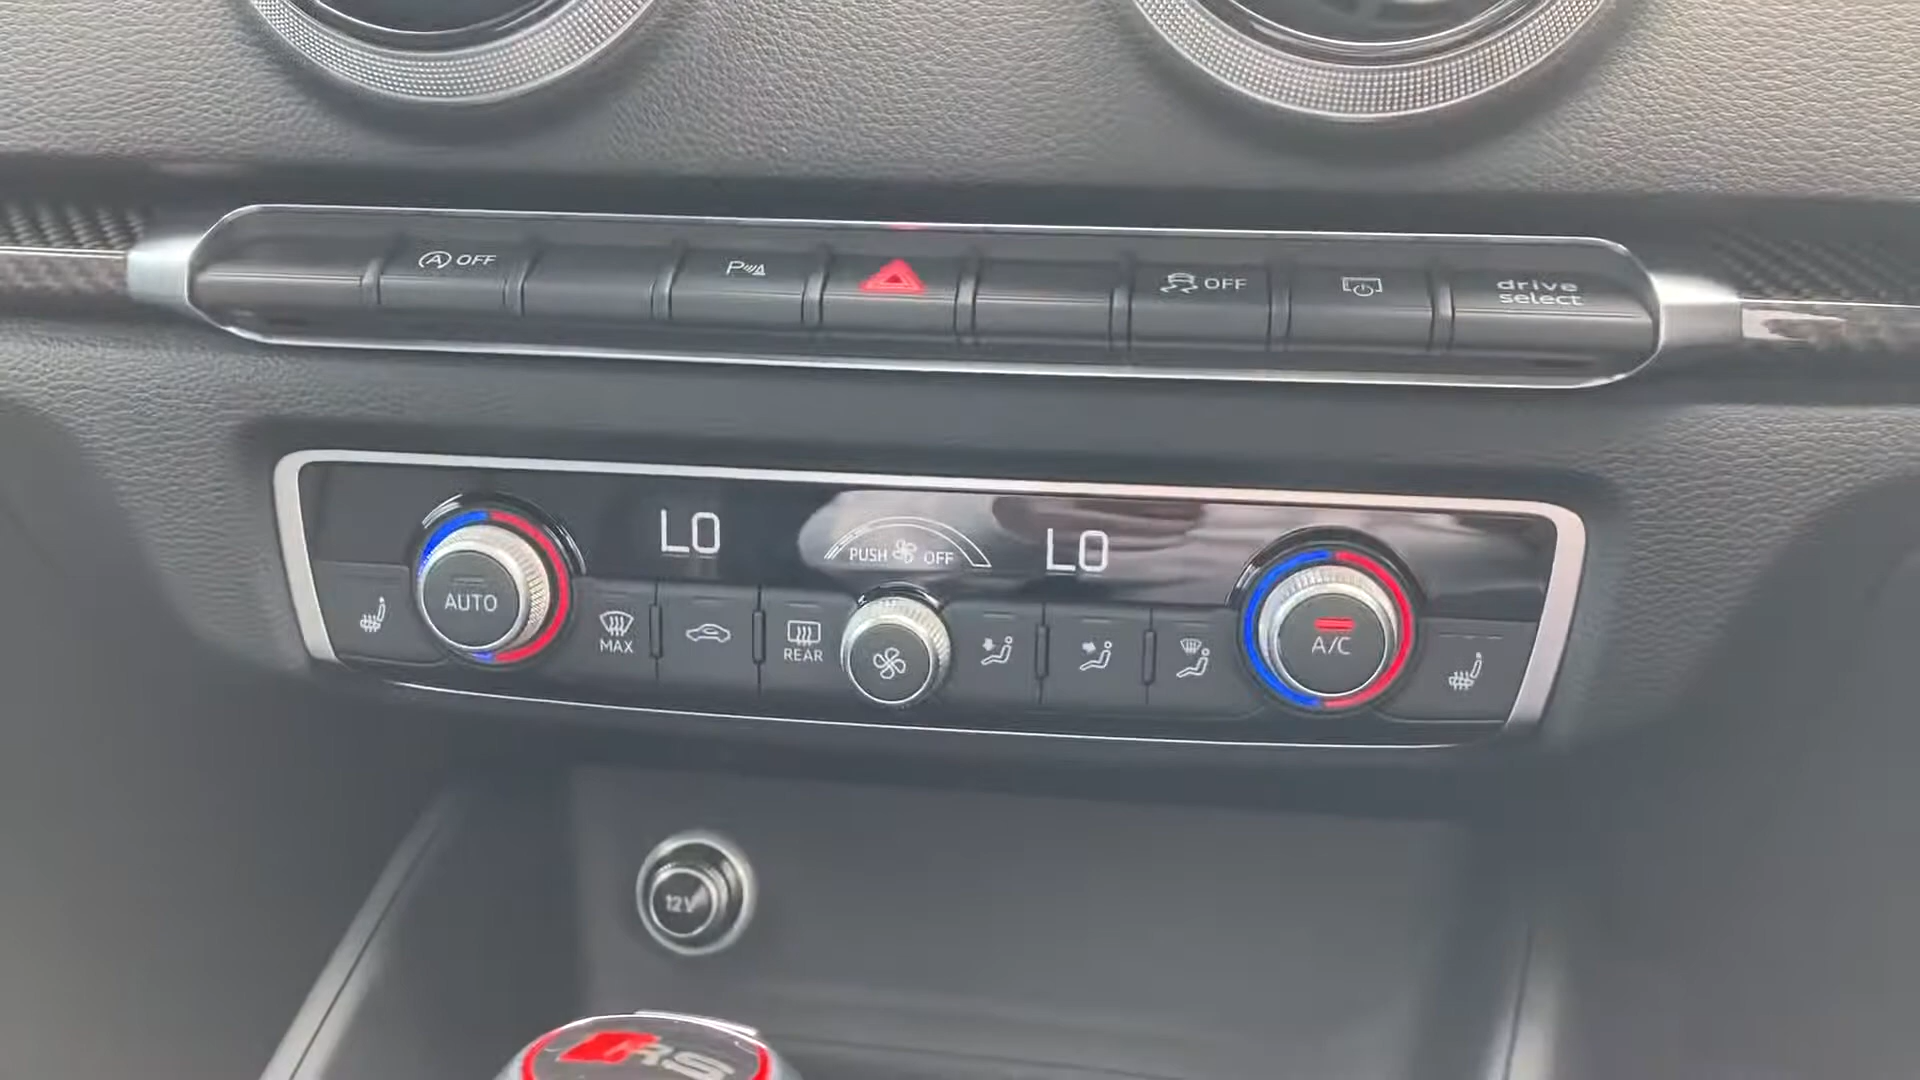 OFF
P
OFF
drive
select
LO
PUSH OFF
LO
AUTO
MAX
REAR
A/C
12V
RS